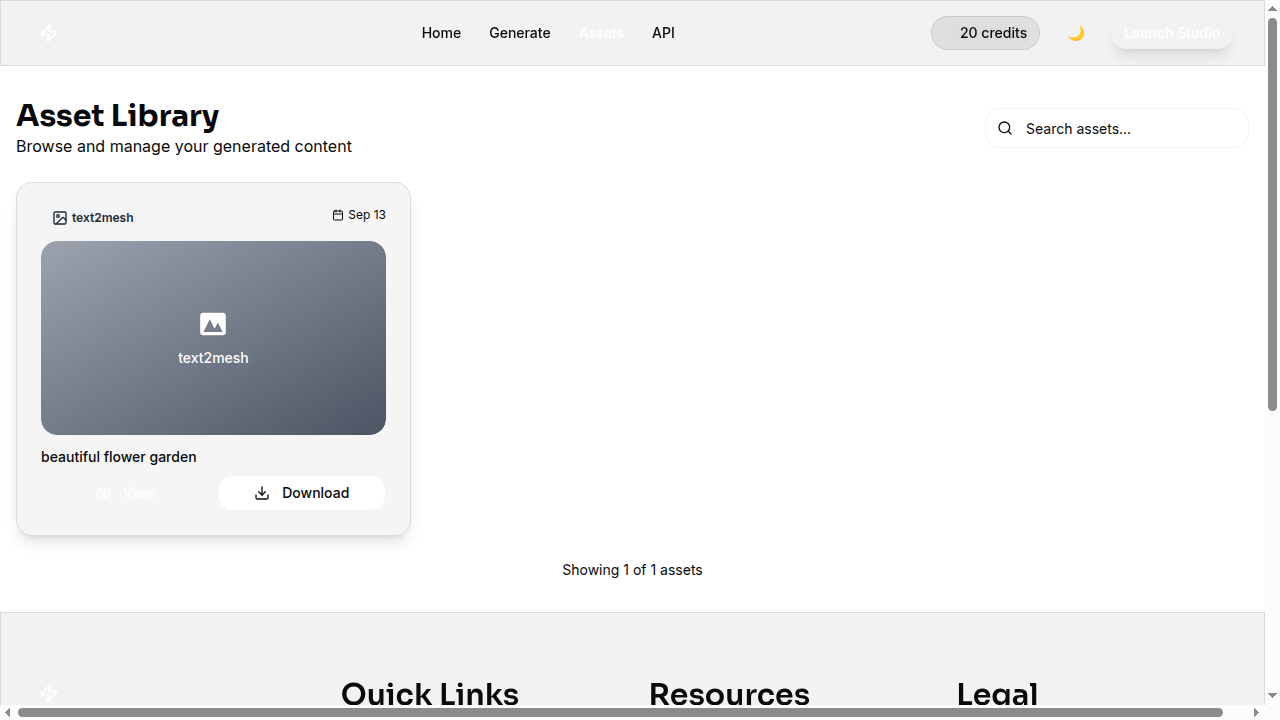 Home Generate Assets API
20 credits
Launch Studio
Asset Library
Browse and manage your generated content
Search assets...
text2mesh
Sep 13
text2mesh
beautiful flower garden
View
Download
Showing 1 of 1 assets
Quick Links
Resources
Legal